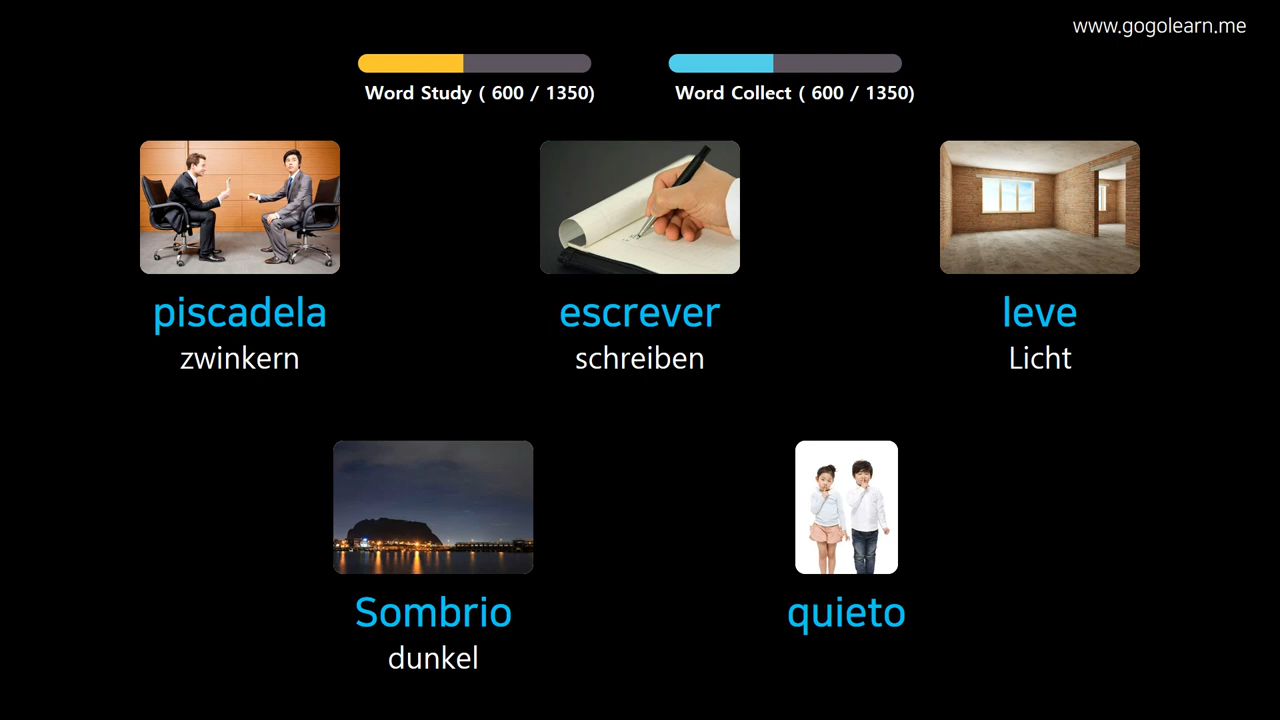 www.gogolearn.me
Word Study ( 600 / 1350)
Word Collect ( 600 / 1350)
piscadela
zwinkern
escrever
schreiben
leve
Licht
Sombrio
dunkel
quieto